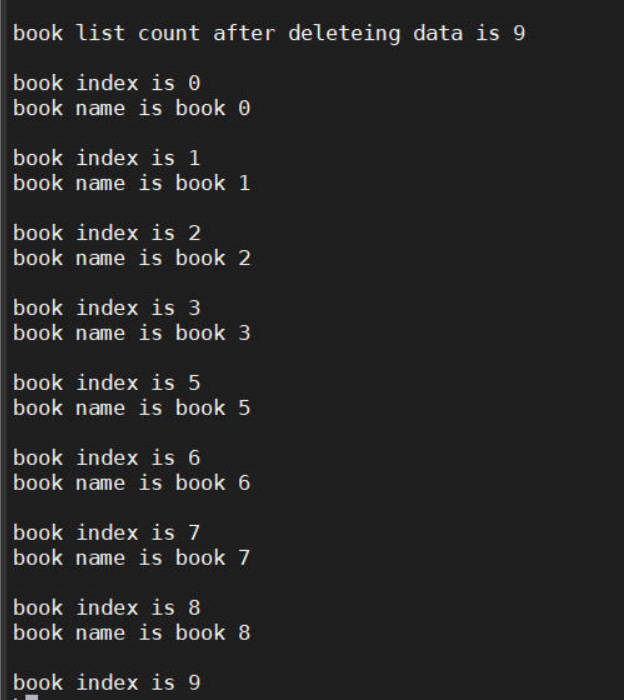 book list count after deleteing data is 9
book index is 0
book name is book 0
book index is 1
book name is book 1
book index is 2
book name is book 2
book index is 3
book name is book 3
book index is 5
book name is book 5
book index is 6
book name is book 6
book index is 7
book name is book 7
book index is 8
book name is book 8
book index is 9